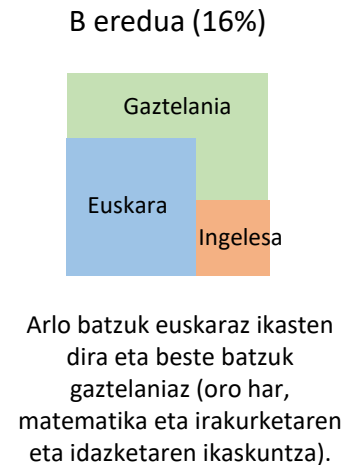 B eredua (16%)
Gaztelania
Euskara
Ingelesa
Arlo batzuk euskaraz ikasten
dira eta beste batzuk
gaztelaniaz (oro har,
matematika eta irakurketaren
eta idazketaren ikaskuntza).